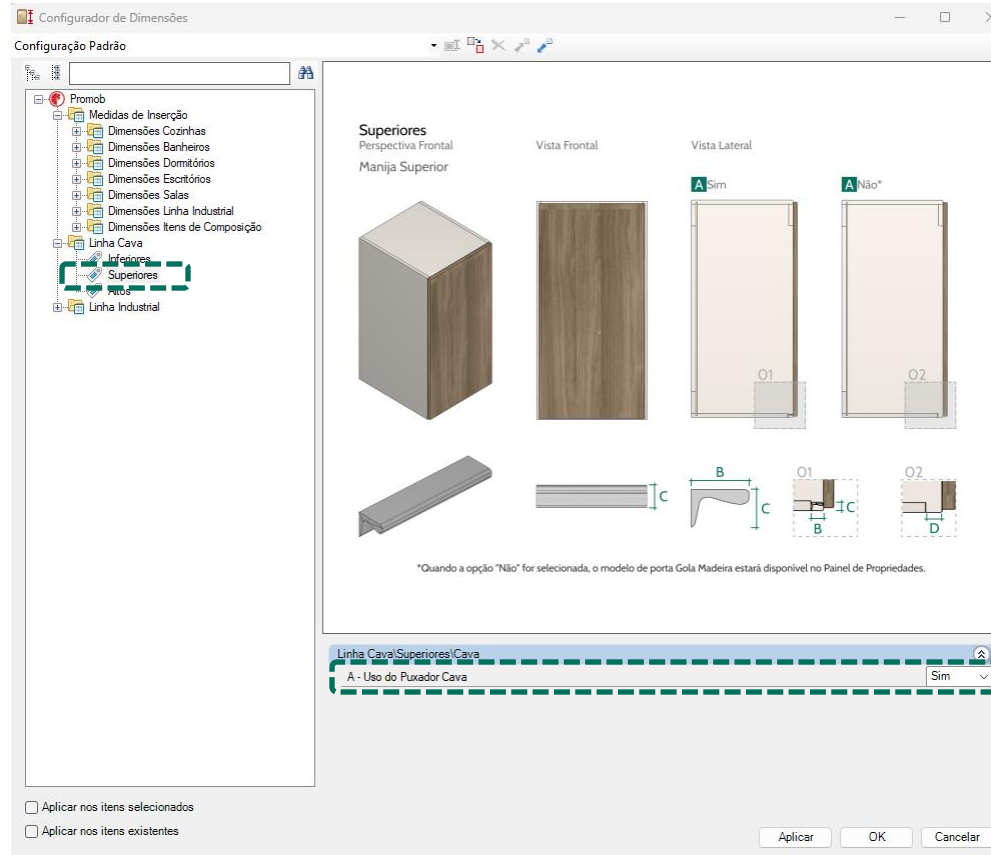 Configurador de Dimensões
Configuração Padrão
Promob
Medidas de Inserção
Dimensões Cozinhas
Dimensões Banheiros
Dimensões Dormitórios
Dimensões Escritórios
Dimensões Salas
Dimensões Linha Industrial
Dimensões Itens de Composição
Linha Cava
Inferiores
Superiores
Altos
Linha Industrial
Superiores
Perspectiva Frontal Vista Frontal Vista Lateral
Manija Superior
A Sim A Não*
O1 O2
B O1 O2
C C C
B D
*Quando a opção "Não" for selecionada, o modelo de porta Gola Madeira estará disponível no Painel de Propriedades.
Linha Cava\Superiores\Cava
A - Uso do Puxador Cava Sim
Aplicar nos itens selecionados
Aplicar nos itens existentes
Aplicar OK Cancelar